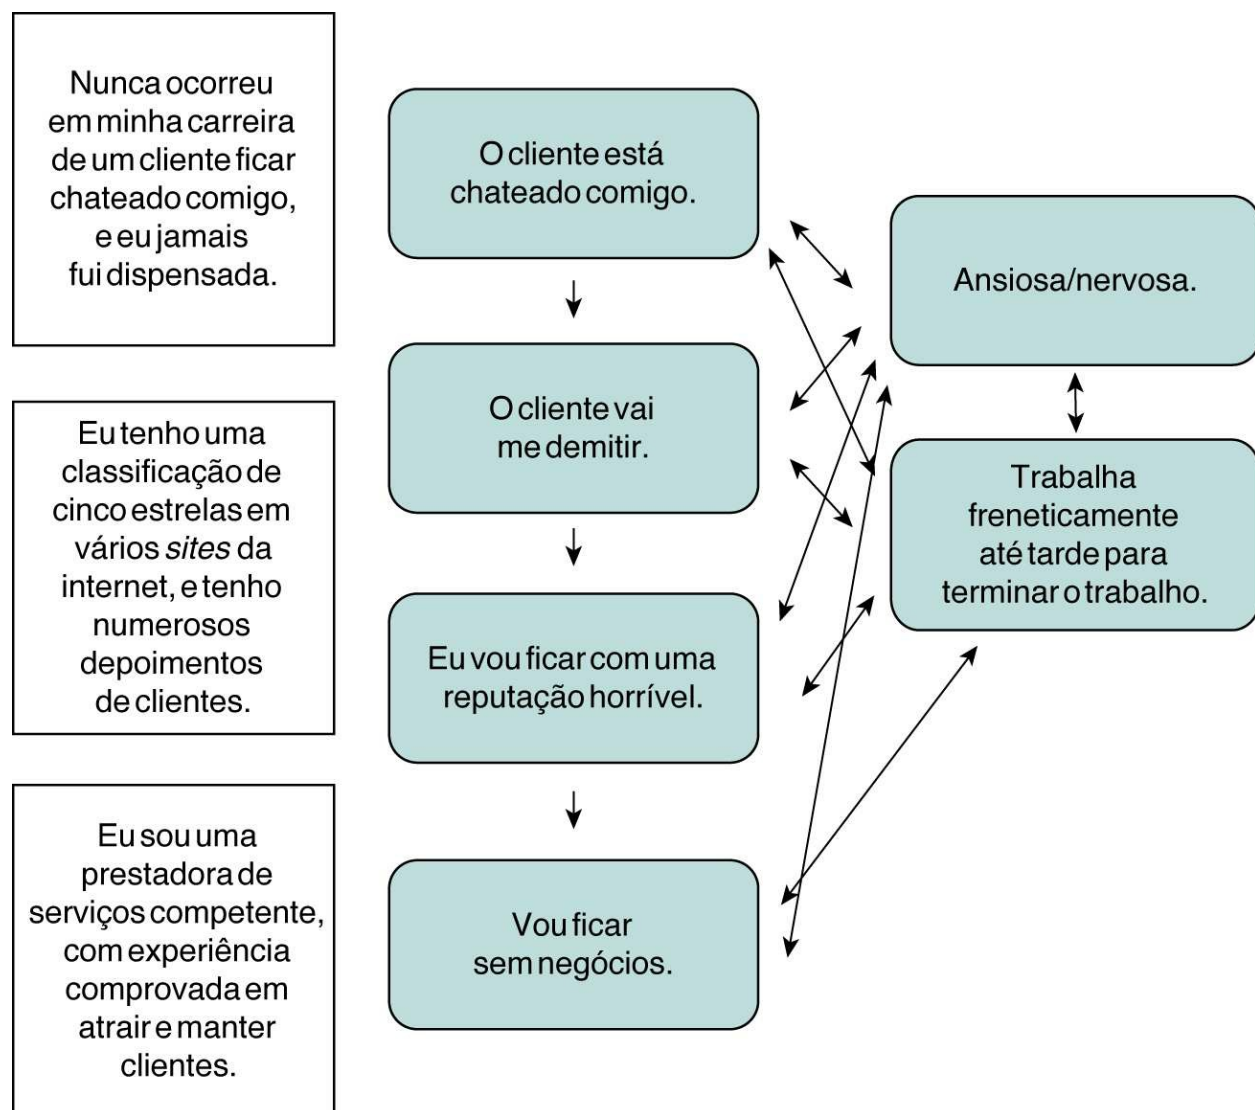 Nunca ocorreu
em minha carreira
de um cliente ficar
chateado comigo,
e eu jamais
fui dispensada.
Eu tenho uma
classificação de
cinco estrelas em
vários sites da
internet, e tenho
numerosos
depoimentos
de clientes.
Eu sou uma
prestadora de
serviços competente,
com experiência
comprovada em
atrair e manter
clientes.
O cliente está
chateado comigo.
O cliente vai
me demitir.
Eu vou ficar com uma
reputação horrível.
Vou ficar
sem negócios.
Ansiosa/nervosa.
Trabalha
freneticamente
até tarde para
terminar o trabalho.